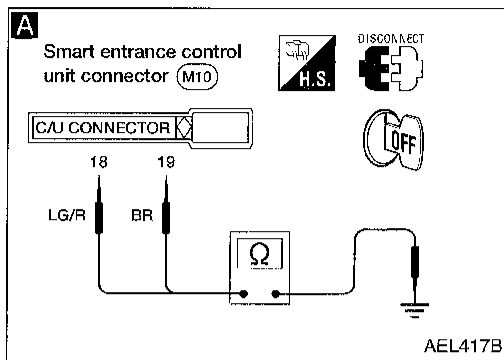 A
Smart entrance control
unit connector M10
H.S.
DISCONNECT
C/U CONNECTOR
OFF
18 19
LG/R BR
Ω
AEL417B